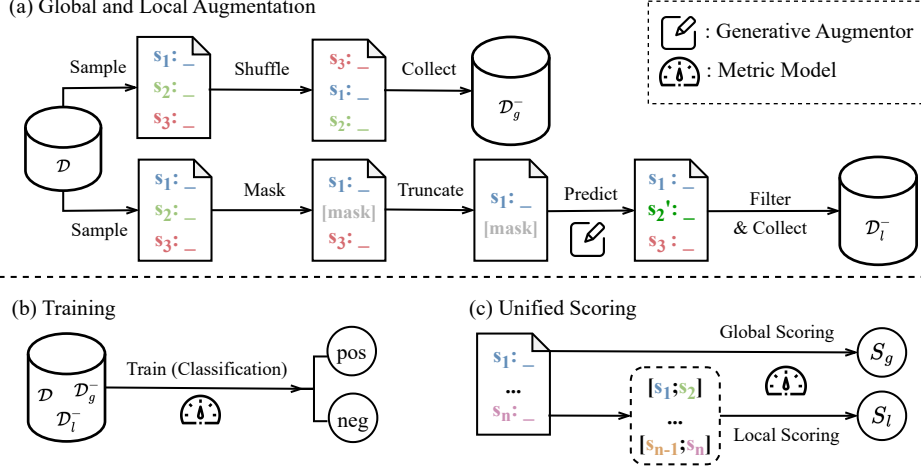 (a) Global and Local Augmentation
: Generative Augmentor
: Metric Model
Sample
s1: _
s2: _
s3: _
Shuffle
s3: _
s1: _
s2: _
Collect
𝒟g⁻
𝒟
Sample
s1: _
s2: _
s3: _
Mask
s1: _
[mask]
s3: _
Truncate
s1: _
[mask]
Predict
s1 : _
s2': _
s3 : _
Filter
& Collect
𝒟l⁻
(b) Training
𝒟 𝒟g⁻
𝒟l⁻
Train (Classification)
pos
neg
(c) Unified Scoring
s1: _
...
sn: _
Global Scoring
Sg
[s1;s2]
...
[sn-1;sn]
Local Scoring
Sl